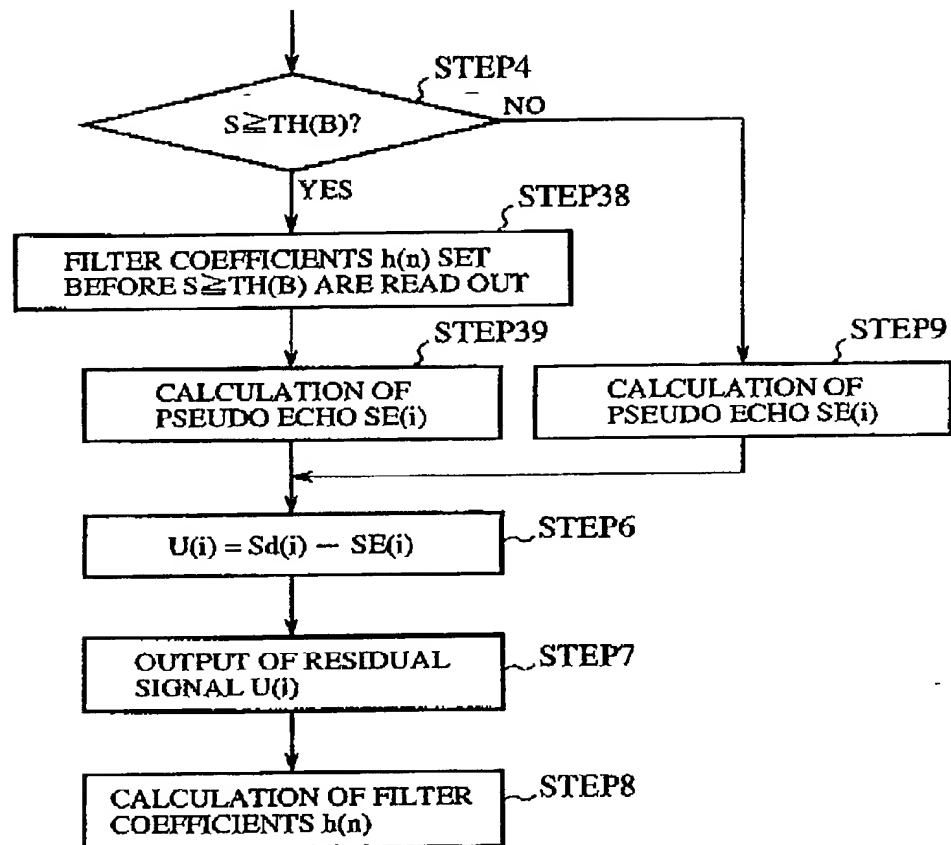 STEP4
S≧TH(B)?
NO
YES
STEP38
FILTER COEFFICIENTS h(n) SET
BEFORE S≧TH(B) ARE READ OUT
STEP39
CALCULATION OF
PSEUDO ECHO SE(i)
STEP9
CALCULATION OF
PSEUDO ECHO SE(i)
STEP6
U(i) = Sd(i) − SE(i)
STEP7
OUTPUT OF RESIDUAL
SIGNAL U(i)
STEP8
CALCULATION OF FILTER
COEFFICIENTS h(n)